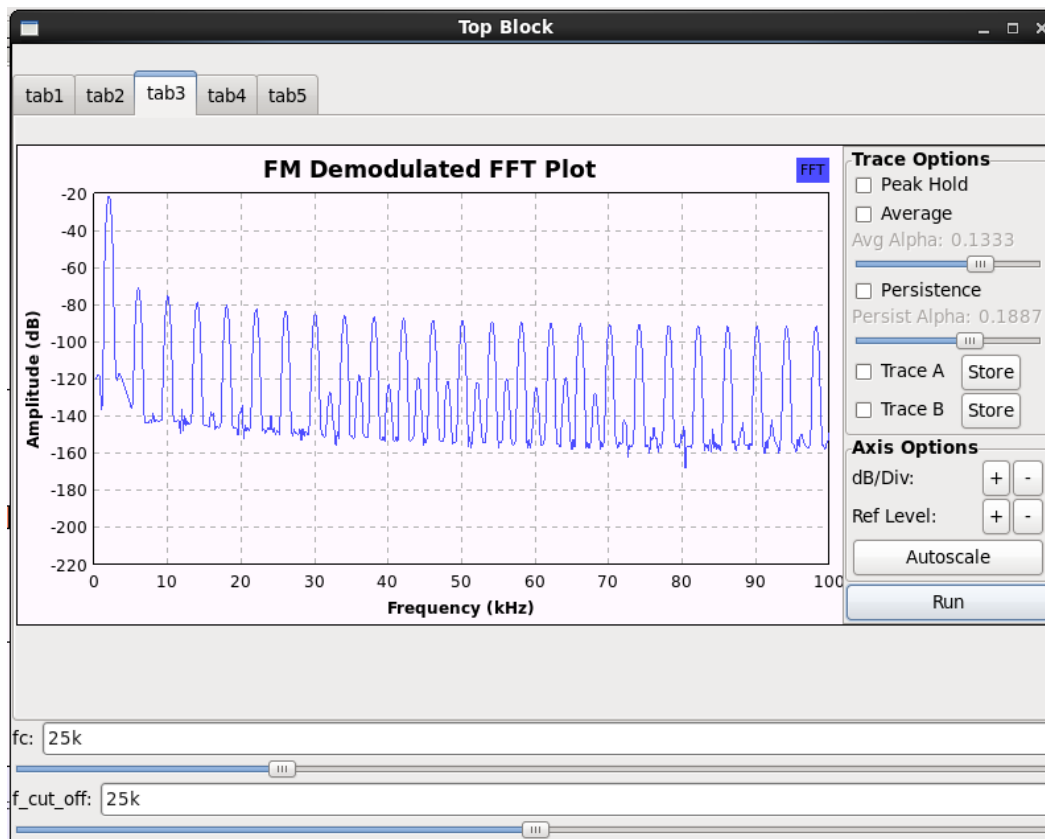 Top Block
tab1 tab2 tab3 tab4 tab5
FM Demodulated FFT Plot
FFT
Amplitude (dB)
-20
-40
-60
-80
-100
-120
-140
-160
-180
-200
-220
0 10 20 30 40 50 60 70 80 90 100
Frequency (kHz)
Trace Options
Peak Hold
Average
Avg Alpha: 0.1333
Persistence
Persist Alpha: 0.1887
Trace A Store
Trace B Store
Axis Options
dB/Div: + -
Ref Level: + -
Autoscale
Run
fc: 25k
f_cut_off: 25k